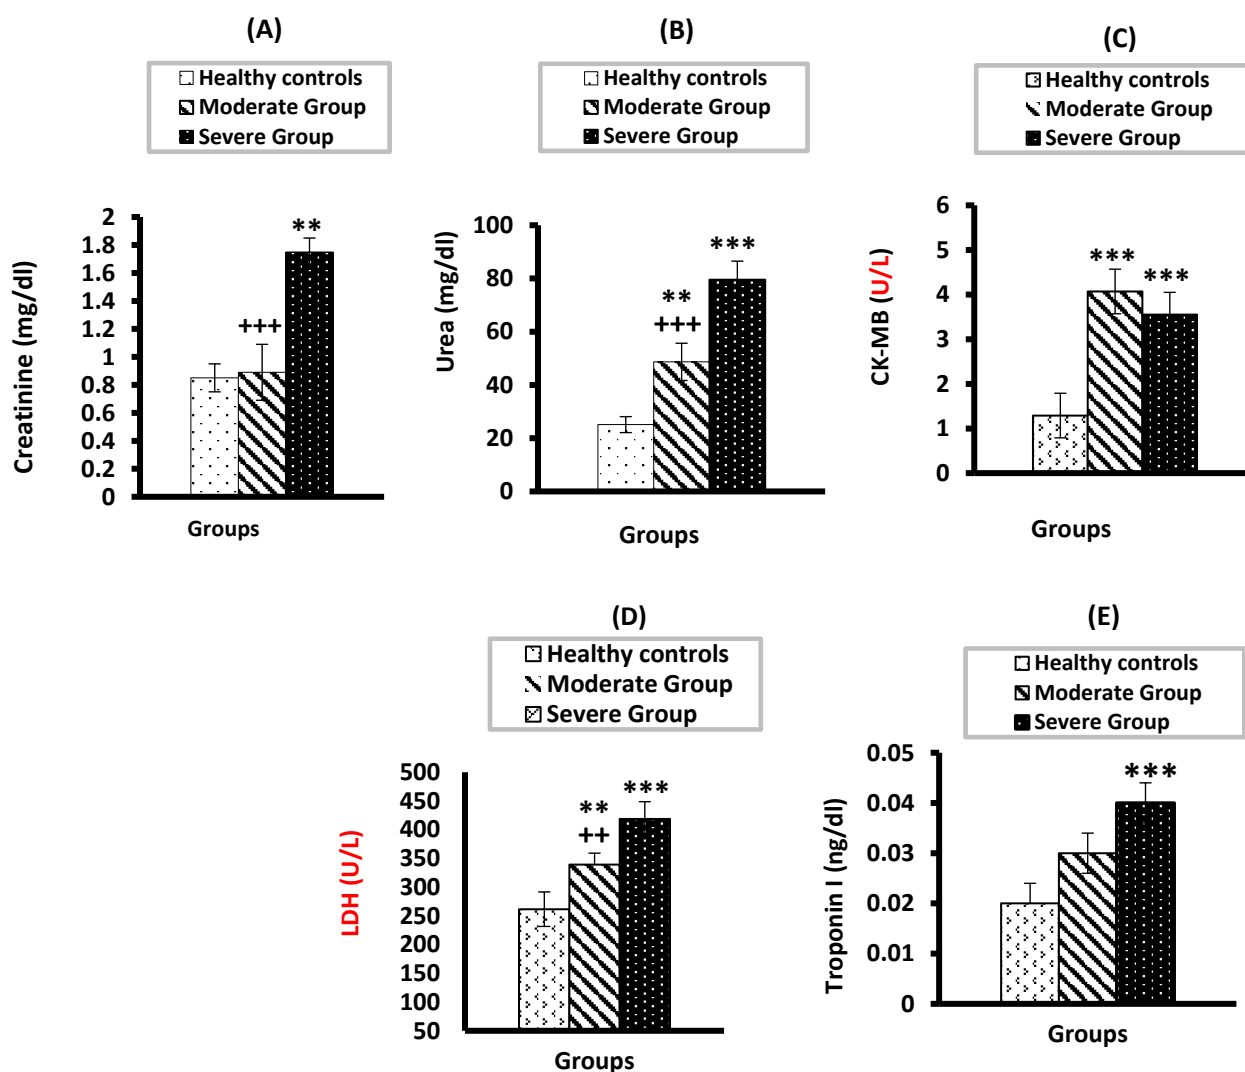 (A)
Healthy controls
Moderate Group
Severe Group
Creatinine (mg/dl)
2
1.8
1.6
1.4
1.2
1
0.8
0.6
0.4
0.2
0
+++
**
Groups
(B)
Healthy controls
Moderate Group
Severe Group
Urea (mg/dl)
100
80
60
40
20
0
**
+++
***
Groups
(C)
Healthy controls
Moderate Group
Severe Group
CK-MB (U/L)
6
5
4
3
2
1
0
***
***
Groups
(D)
Healthy controls
Moderate Group
Severe Group
LDH (U/L)
500
450
400
350
300
250
200
150
100
50
**
++
***
Groups
(E)
Healthy controls
Moderate Group
Severe Group
Troponin I (ng/dl)
0.05
0.04
0.03
0.02
0.01
0
***
Groups